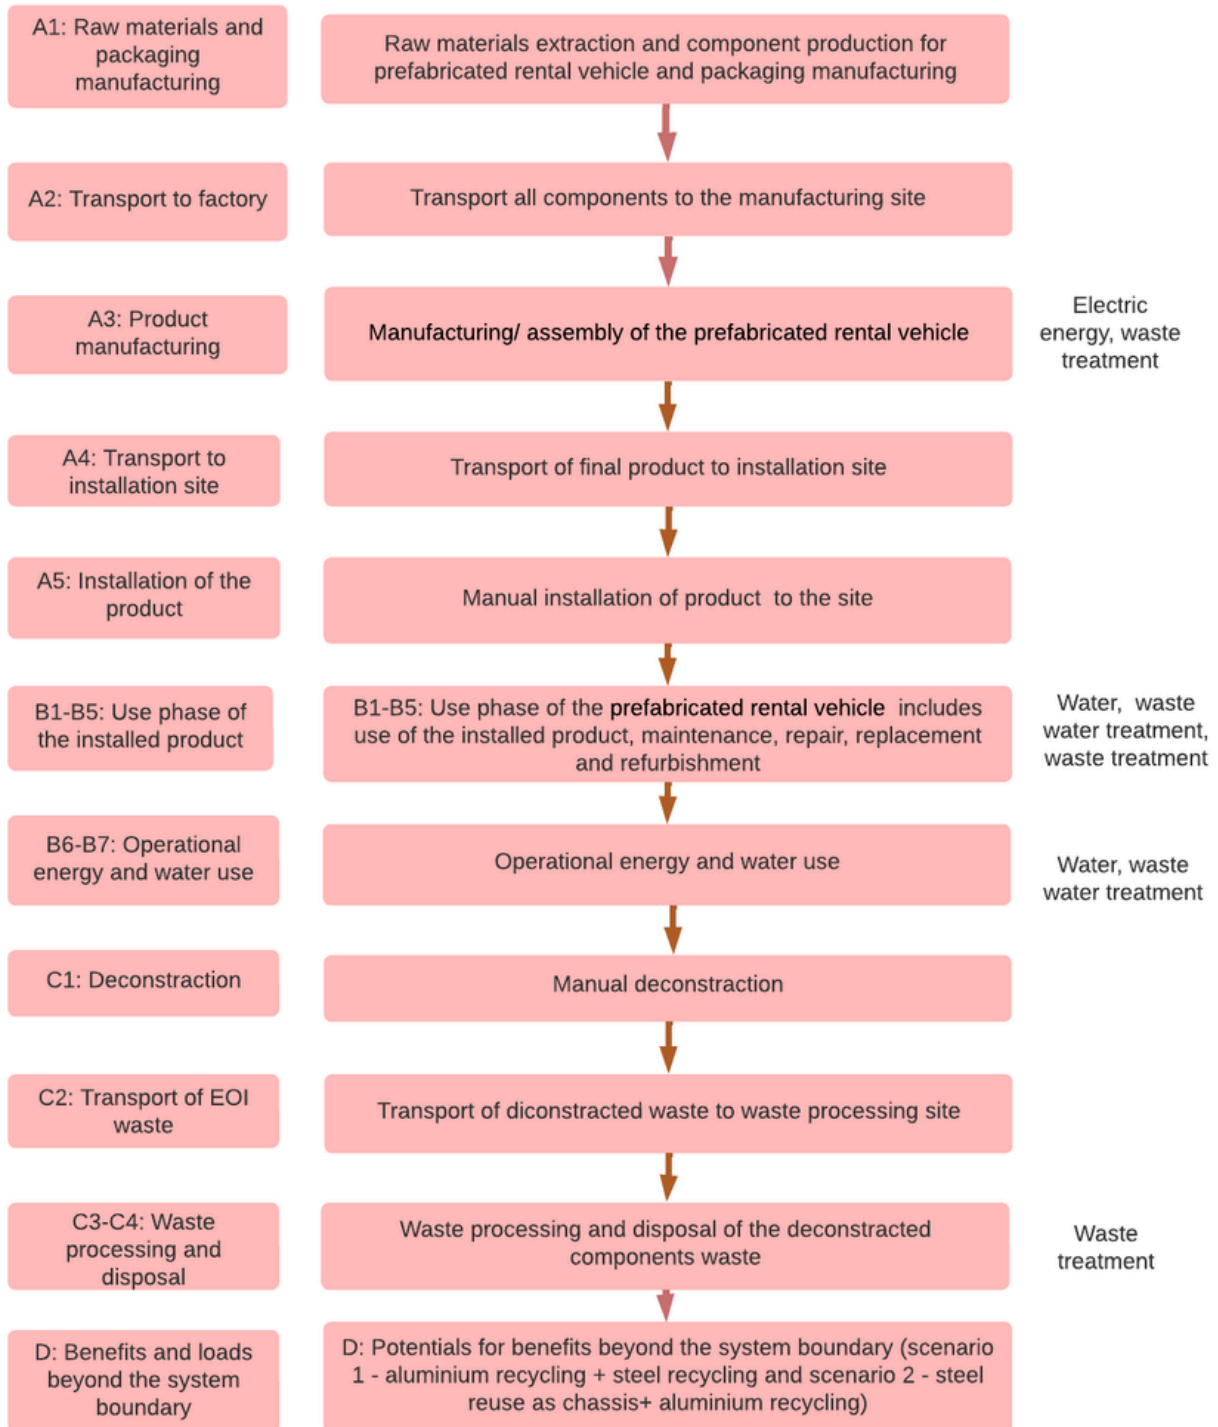 A1: Raw materials and
packaging
manufacturing
Raw materials extraction and component production for
prefabricated rental vehicle and packaging manufacturing
A2: Transport to factory
Transport all components to the manufacturing site
A3: Product
manufacturing
Manufacturing/ assembly of the prefabricated rental vehicle
Electric
energy, waste
treatment
A4: Transport to
installation site
Transport of final product to installation site
A5: Installation of the
product
Manual installation of product to the site
B1-B5: Use phase of
the installed product
B1-B5: Use phase of the prefabricated rental vehicle includes
use of the installed product, maintenance, repair, replacement
and refurbishment
Water, waste
water treatment,
waste treatment
B6-B7: Operational
energy and water use
Operational energy and water use
Water, waste
water treatment
C1: Deconstraction
Manual deconstraction
C2: Transport of EOI
waste
Transport of diconstracted waste to waste processing site
C3-C4: Waste
processing and
disposal
Waste processing and disposal of the deconstracted
components waste
Waste
treatment
D: Benefits and loads
beyond the system
boundary
D: Potentials for benefits beyond the system boundary (scenario
1 - aluminium recycling + steel recycling and scenario 2 - steel
reuse as chassis+ aluminium recycling)